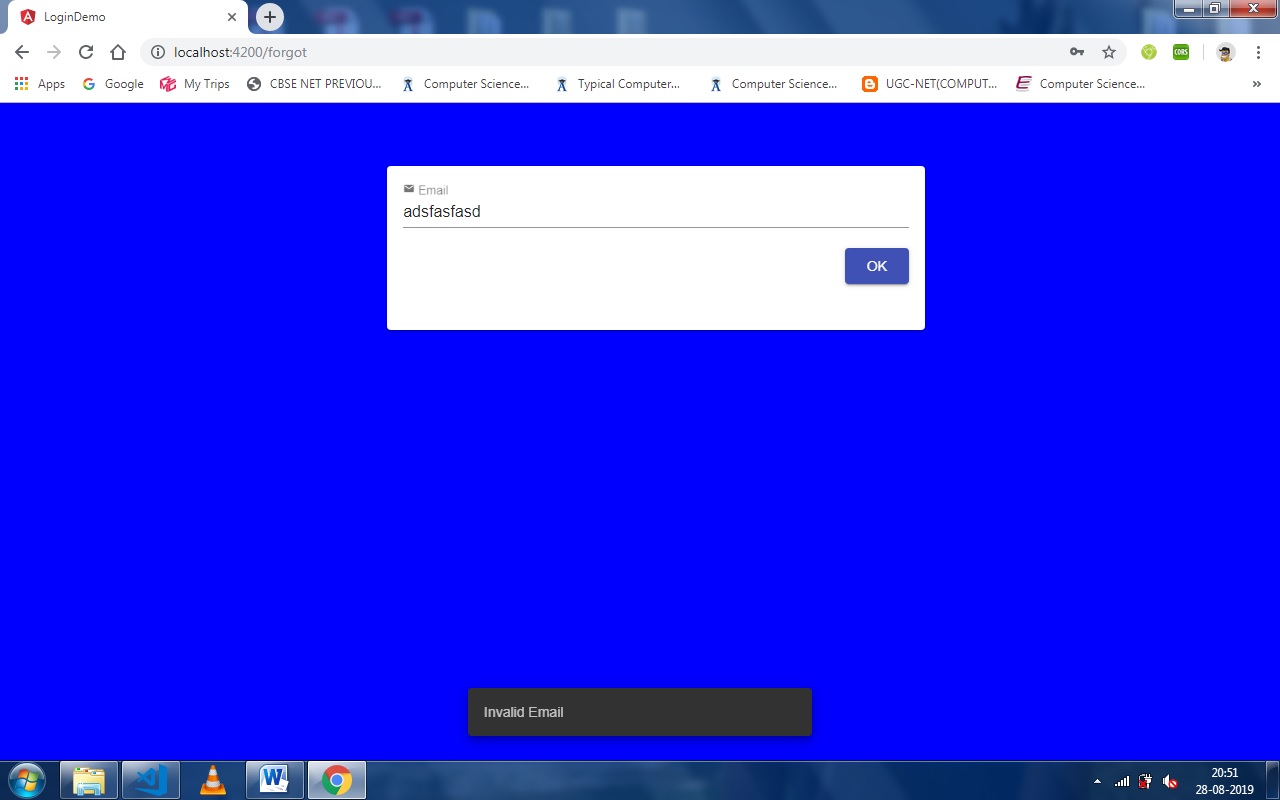 LoginDemo
localhost:4200/forgot
CORS
Apps Google My Trips CBSE NET PREVIOU... Computer Science... Typical Computer... Computer Science... UGC-NET(COMPUT... Computer Science... »
Email
adsfasfasd
OK
Invalid Email
20:51
28-08-2019